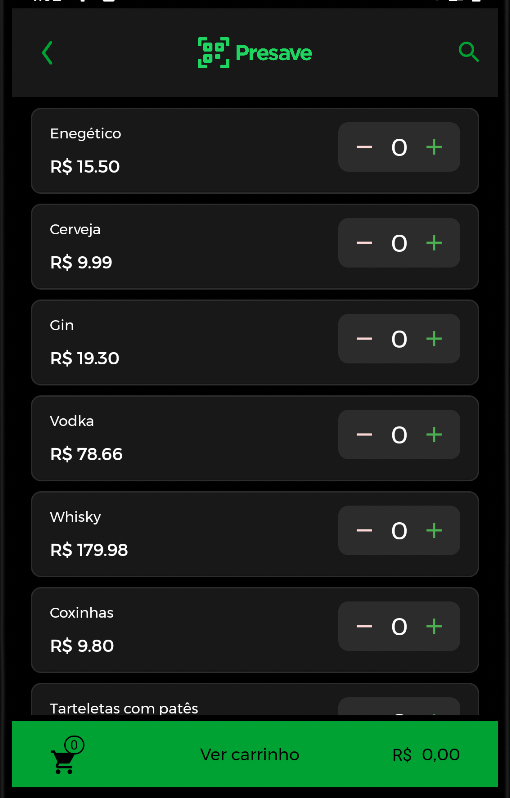 Presave
Enegético
R$ 15.50
− 0 +
Cerveja
R$ 9.99
− 0 +
Gin
R$ 19.30
− 0 +
Vodka
R$ 78.66
− 0 +
Whisky
R$ 179.98
− 0 +
Coxinhas
R$ 9.80
− 0 +
Tarteletas com patês
0
Ver carrinho
R$ 0,00